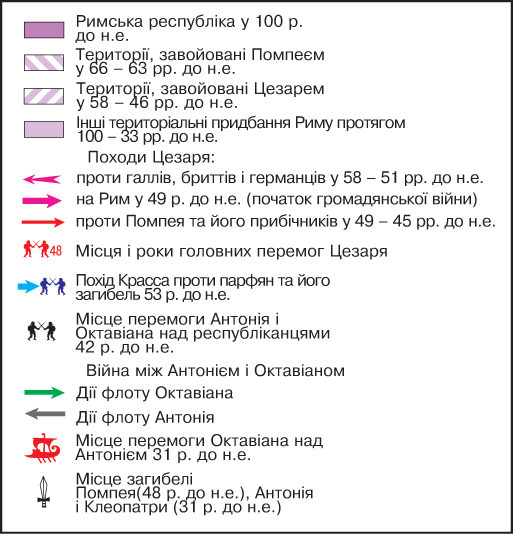 Римська республіка у 100 р.
до н.е.
Території, завойовані Помпеєм
у 66 – 63 рр. до н.е.
Території, завойовані Цезарем
у 58 – 46 рр. до н.е.
Інші територіальні придбання Риму протягом
100 – 33 рр. до н.е.
Походи Цезаря:
проти галлів, бриттів і германців у 58 – 51 рр. до н.е.
на Рим у 49 р. до н.е. (початок громадянської війни)
проти Помпея та його прибічників у 49 – 45 рр. до н.е.
48 Місця і роки головних перемог Цезаря
Похід Красса проти парфян та його
загибель 53 р. до н.е.
Місце перемоги Антонія і
Октавіана над республіканцями
42 р. до н.е.
Війна між Антонієм і Октавіаном
Дії флоту Октавіана
Дії флоту Антонія
Місце перемоги Октавіана над
Антонієм 31 р. до н.е.
Місце загибелі
Помпея(48 р. до н.е.), Антонія
і Клеопатри (31 р. до н.е.)